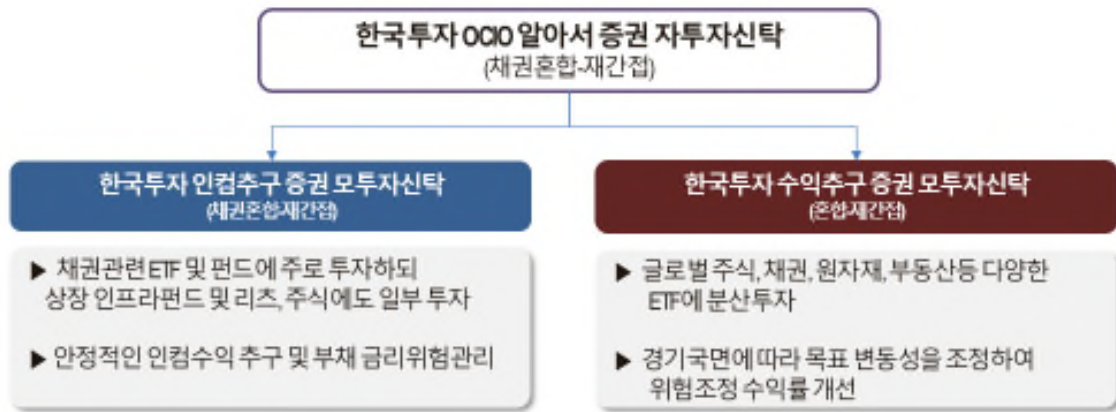 한국투자 OCIO 알아서 증권 자투자신탁
(채권혼합-재간접)
한국투자 인컴추구 증권 모투자신탁
(채권혼합-재간접)
▶ 채권관련 ETF 및 펀드에 주로 투자하되
상장 인프라펀드 및 리츠, 주식에도 일부 투자
▶ 안정적인 인컴수익 추구 및 부채 금리위험관리
한국투자 수익추구 증권 모투자신탁
(혼합-재간접)
▶ 글로벌 주식, 채권, 원자재, 부동산등 다양한
ETF에 분산투자
▶ 경기국면에 따라 목표 변동성을 조정하여
위험조정 수익률 개선